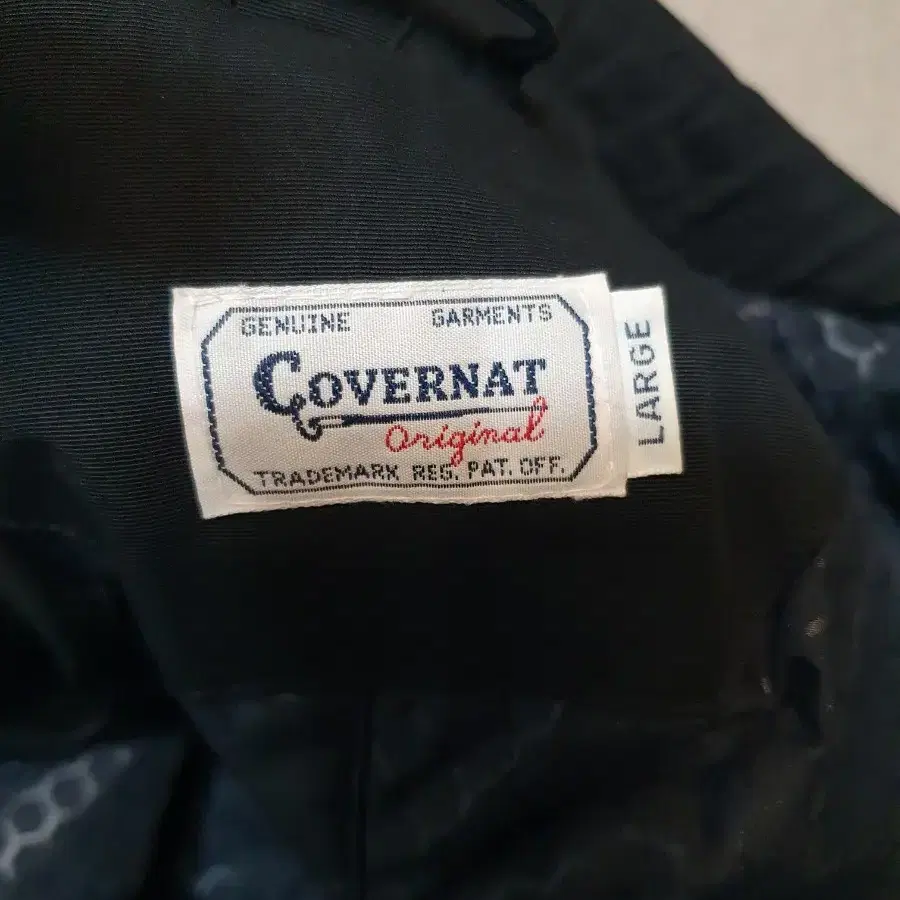 GENUINE GARMENTS
COVERNAT
Original
TRADEMARK REG. PAT. OFF.
LARGE